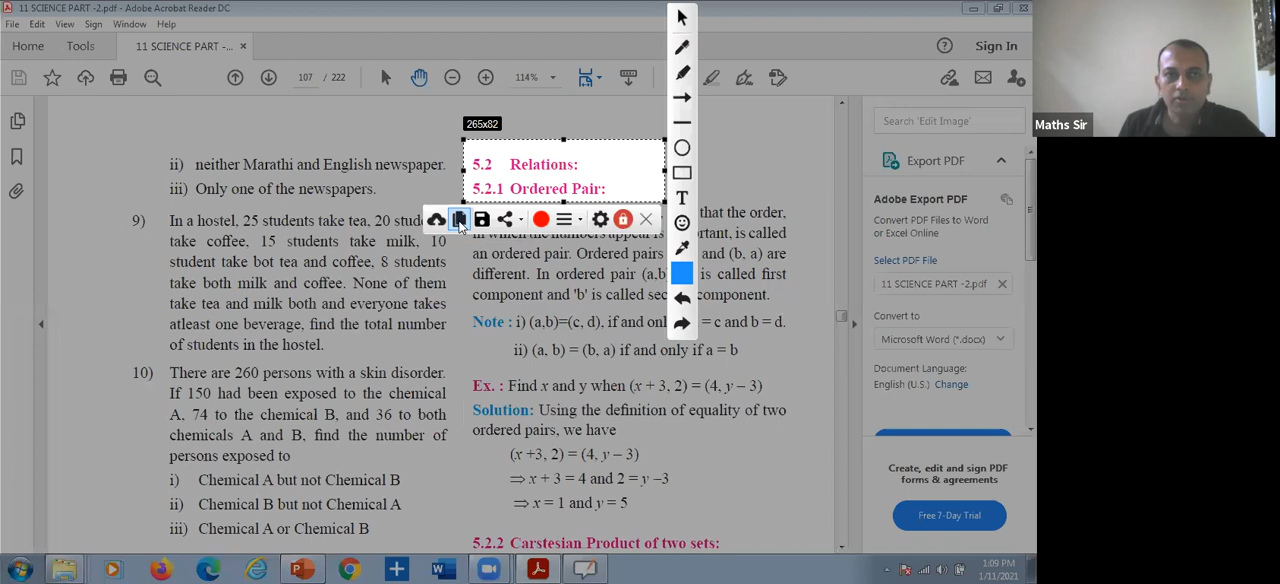 11 SCIENCE PART -2.pdf - Adobe Acrobat Reader DC
File Edit View Sign Window Help
Home Tools 11 SCIENCE PART -... × Sign In
107 / 222 114%
265x82
ii) neither Marathi and English newspaper.
iii) Only one of the newspapers.
9) In a hostel, 25 students take tea, 20
take coffee, 15 students take milk, 10
student take bot tea and coffee, 8 students
take both milk and coffee. None of them
take tea and milk both and everyone takes
atleast one beverage, find the total number
of students in the hostel.
10) There are 260 persons with a skin disorder.
If 150 had been exposed to the chemical
A, 74 to the chemical B, and 36 to both
chemicals A and B, find the number of
persons exposed to
i) Chemical A but not Chemical B
ii) Chemical B but not Chemical A
iii) Chemical A or Chemical B
5.2 Relations:
5.2.1 Ordered Pair:
that the order,
in which the numbers appear is important, is called
an ordered pair. Ordered pairs and (b, a) are
different. In ordered pair (a,b) is called first
component and 'b' is called component.
Note : i) (a,b)=(c, d), if and only = c and b = d.
ii) (a, b) = (b, a) if and only if a = b
Ex. : Find x and y when (x + 3, 2) = (4, y – 3)
Solution: Using the definition of equality of two
ordered pairs, we have
(x +3, 2) = (4, y – 3)
⇒ x + 3 = 4 and 2 = y –3
⇒ x = 1 and y = 5
5.2.2 Carstesian Product of two sets:
T
Search 'Edit Image'
Export PDF
Adobe Export PDF
Convert PDF Files to Word
or Excel Online
Select PDF File
11 SCIENCE PART -2.pdf ×
Convert to
Microsoft Word (*.docx)
Document Language:
English (U.S.) Change
Create, edit and sign PDF
forms & agreements
Free 7-Day Trial
Maths Sir
1:09 PM
1/11/2021